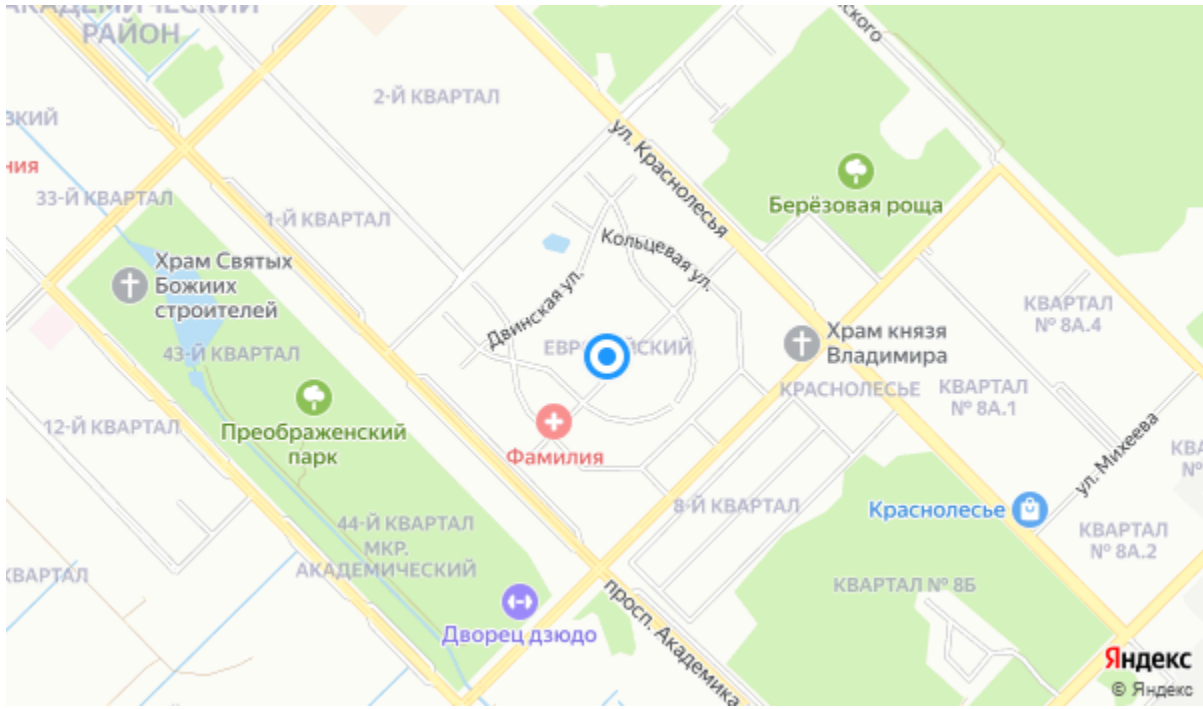 АКАДЕМИЧЕСКИЙ
РАЙОН
2-Й КВАРТАЛ
ул. Краснолесья
33-Й КВАРТАЛ
1-Й КВАРТАЛ
Берёзовая роща
Кольцевая ул.
Храм Святых
Божиих
строителей
Двинская ул.
КВАРТАЛ
№ 8А.4
43-Й КВАРТАЛ
Храм князя
Владимира
КРАСНОЛЕСЬЕ
КВАРТАЛ
№ 8А.1
12-Й КВАРТАЛ
Преображенский
парк
Фамилия
ул. Михеева
8-Й КВАРТАЛ
Краснолесье
44-Й КВАРТАЛ
МКР.
АКАДЕМИЧЕСКИЙ
КВАРТАЛ
№ 8А.2
КВАРТАЛ
КВАРТАЛ № 8Б
Дворец дзюдо
просп. Академика
Яндекс
© Яндекс